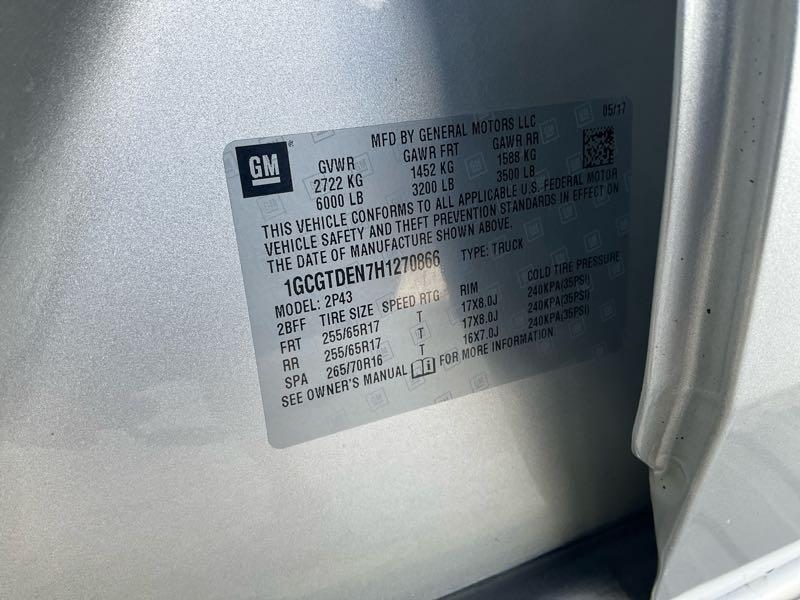 05/17
MFD BY GENERAL MOTORS LLC
GM
GVWR GAWR FRT GAWR RR
2722 KG 1452 KG 1588 KG
6000 LB 3200 LB 3500 LB
THIS VEHICLE CONFORMS TO ALL APPLICABLE U.S. FEDERAL MOTOR
VEHICLE SAFETY AND THEFT PREVENTION STANDARDS IN EFFECT ON
THE DATE OF MANUFACTURE SHOWN ABOVE.
1GCGTDEN7H1270866 TYPE: TRUCK
MODEL: 2P43
2BFF TIRE SIZE SPEED RTG RIM COLD TIRE PRESSURE
FRT 255/65R17 T 17X8.0J 240KPA(35PSI)
RR 255/65R17 T 17X8.0J 240KPA(35PSI)
SPA 265/70R16 T 16X7.0J 240KPA(35PSI)
SEE OWNER'S MANUAL FOR MORE INFORMATION